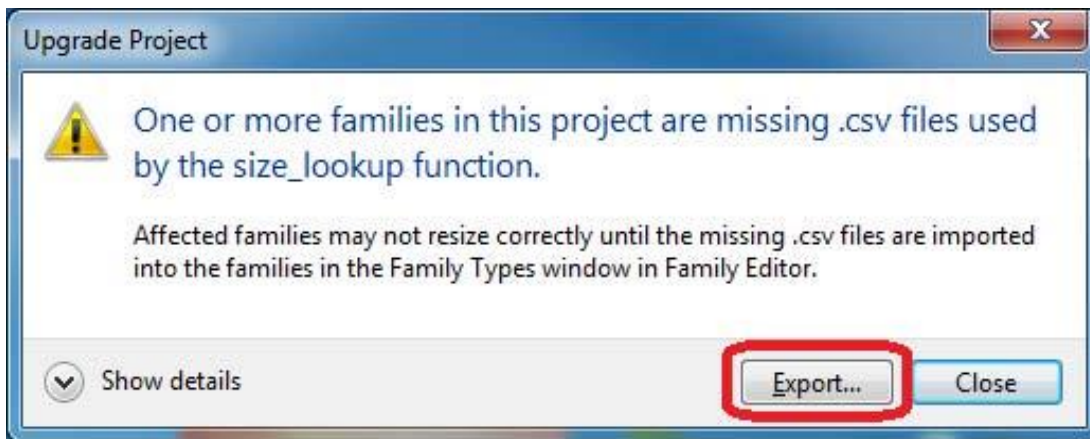 Upgrade Project
One or more families in this project are missing .csv files used
by the size_lookup function.
Affected families may not resize correctly until the missing .csv files are imported
into the families in the Family Types window in Family Editor.
Show details
Export...
Close